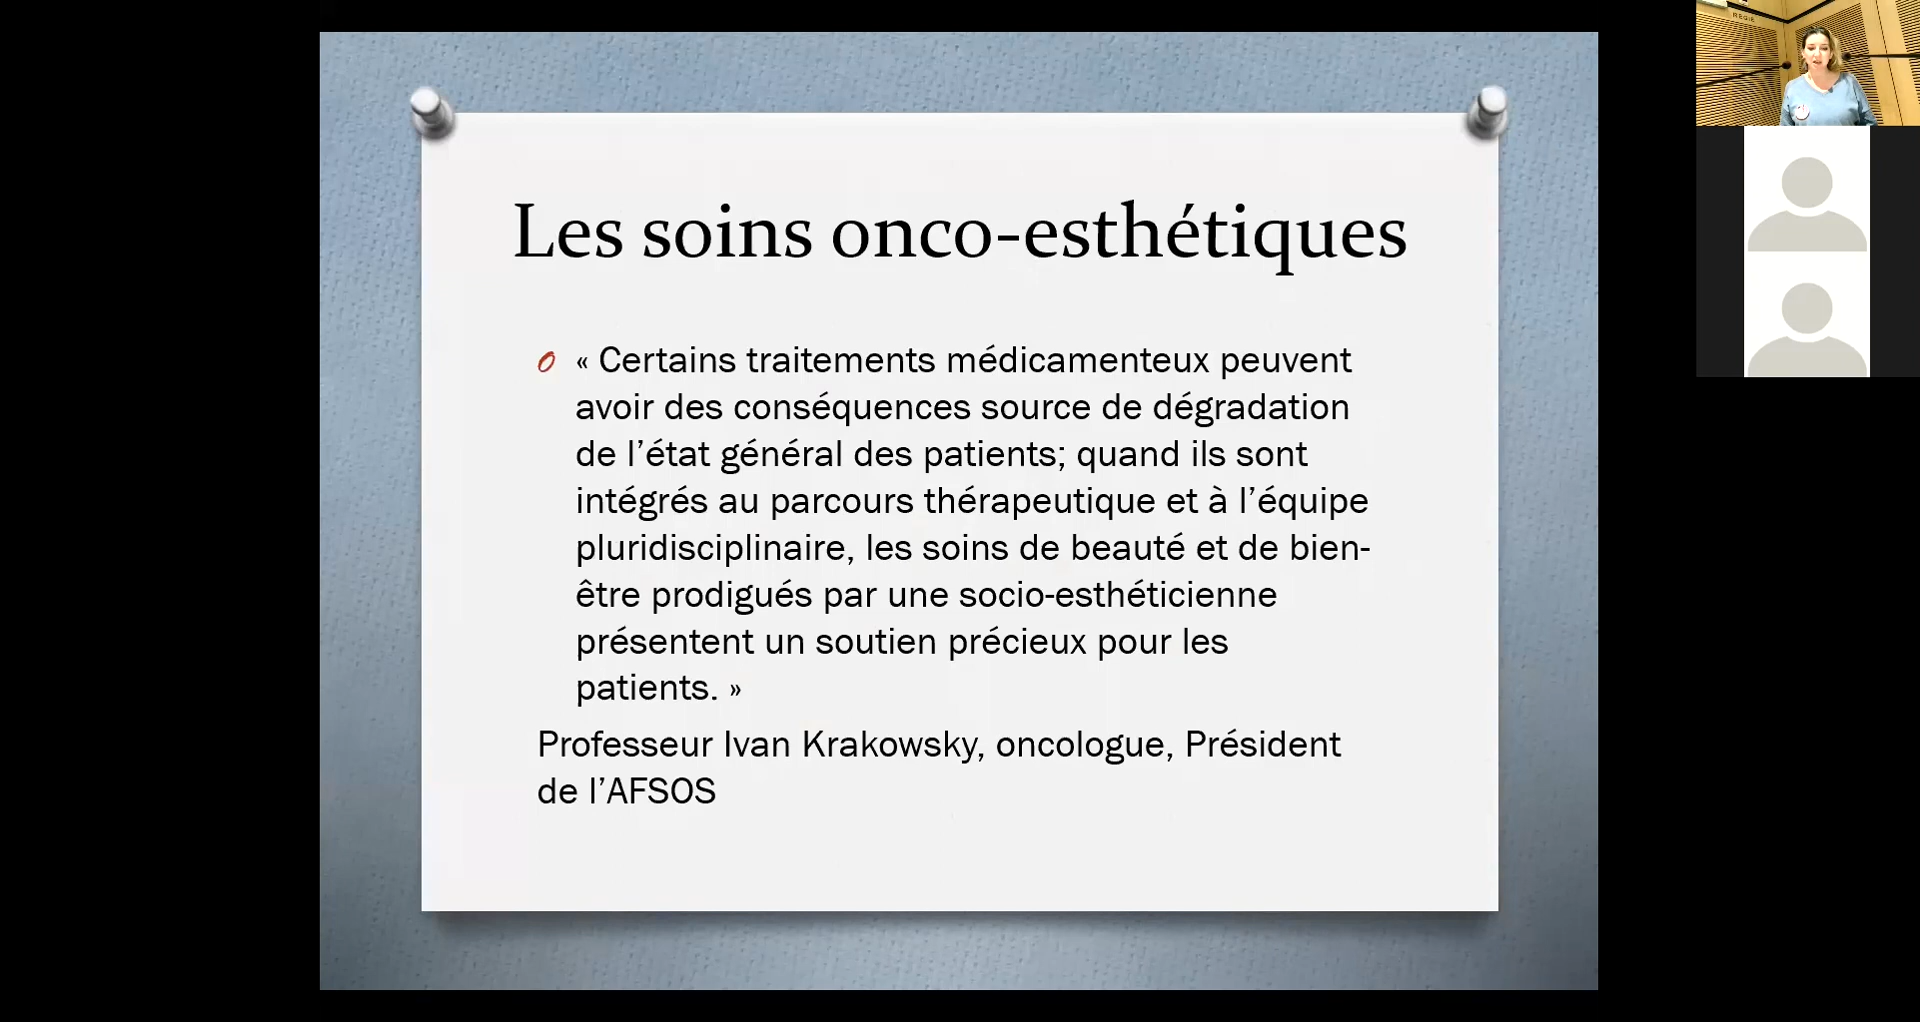 REGIE
Les soins onco-esthétiques
« Certains traitements médicamenteux peuvent
avoir des conséquences source de dégradation
de l’état général des patients; quand ils sont
intégrés au parcours thérapeutique et à l’équipe
pluridisciplinaire, les soins de beauté et de bien-
être prodigués par une socio-esthéticienne
présentent un soutien précieux pour les
patients. »
Professeur Ivan Krakowsky, oncologue, Président
de l’AFSOS